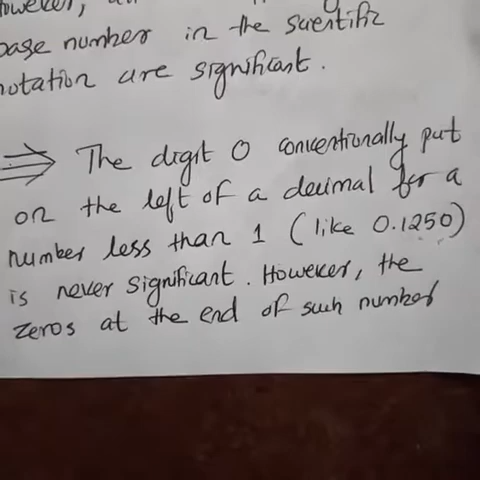 However,
base number in the scientific
notation are significant.
⇒ The digit 0 conventionally put
on the left of a decimal for a
number less than 1 (like 0.1250)
is never significant. However, the
zeros at the end of such number